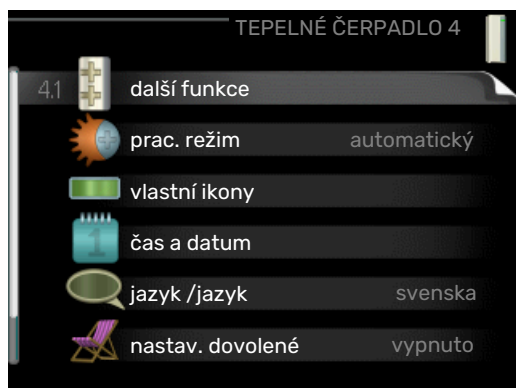 TEPELNÉ ČERPADLO 4
4.1 další funkce
prac. režim automatický
vlastní ikony
1 čas a datum
jazyk /jazyk svenska
nastav. dovolené vypnuto